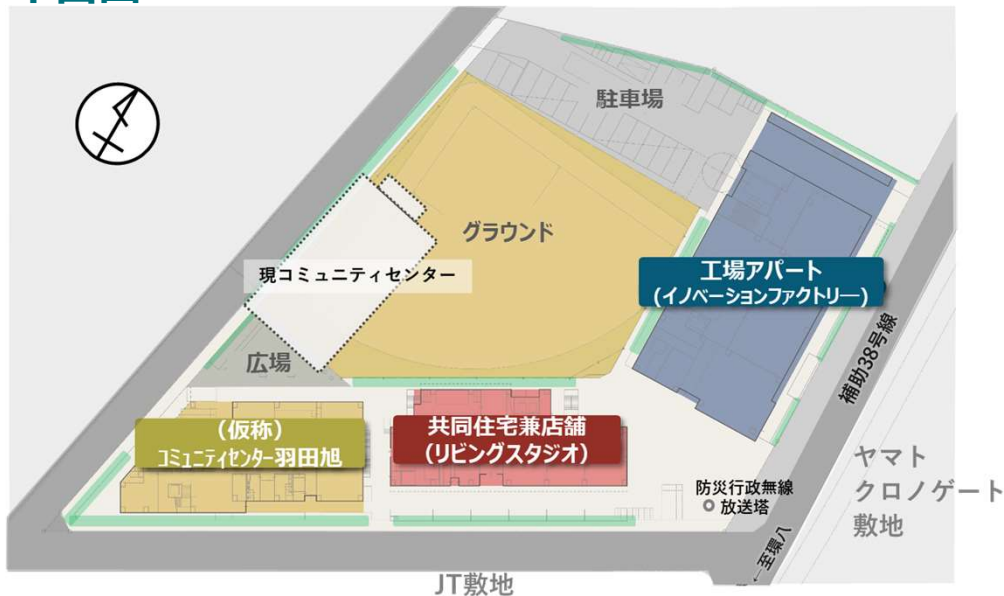 駐車場
グラウンド
現コミュニティセンター
工場アパート
(イノベーションファクトリー)
広場
補助38号線
(仮称)
コミュニティセンター羽田旭
共同住宅兼店舗
(リビングスタジオ)
ヤマト
クロノゲート
敷地
防災行政無線
放送塔
←至環八
JT敷地